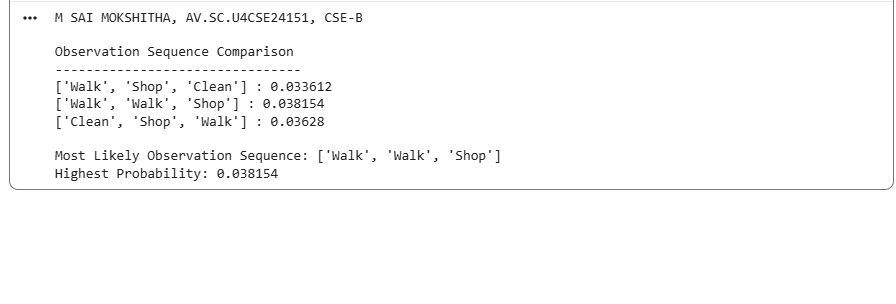 M SAI MOKSHITHA, AV.SC.U4CSE24151, CSE-B
Observation Sequence Comparison
--------------------------------
['Walk', 'Shop', 'Clean'] : 0.033612
['Walk', 'Walk', 'Shop'] : 0.038154
['Clean', 'Shop', 'Walk'] : 0.03628
Most Likely Observation Sequence: ['Walk', 'Walk', 'Shop']
Highest Probability: 0.038154